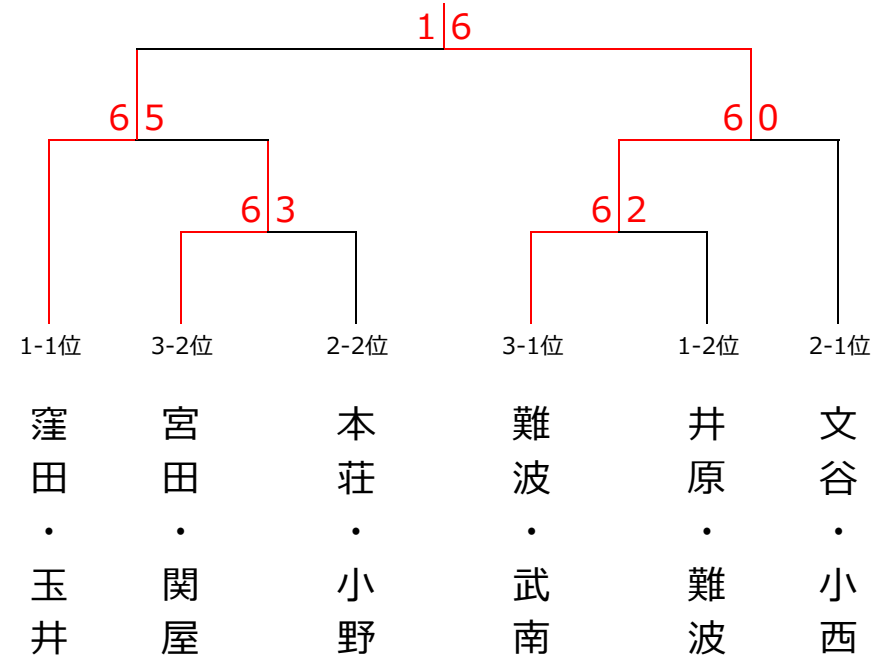 1 6
6 5
6 0
6 3
6 2
1-1位
3-2位
2-2位
3-1位
1-2位
2-1位
窪田・玉井
宮田・関屋
本荘・小野
難波・武南
井原・難波
文谷・小西